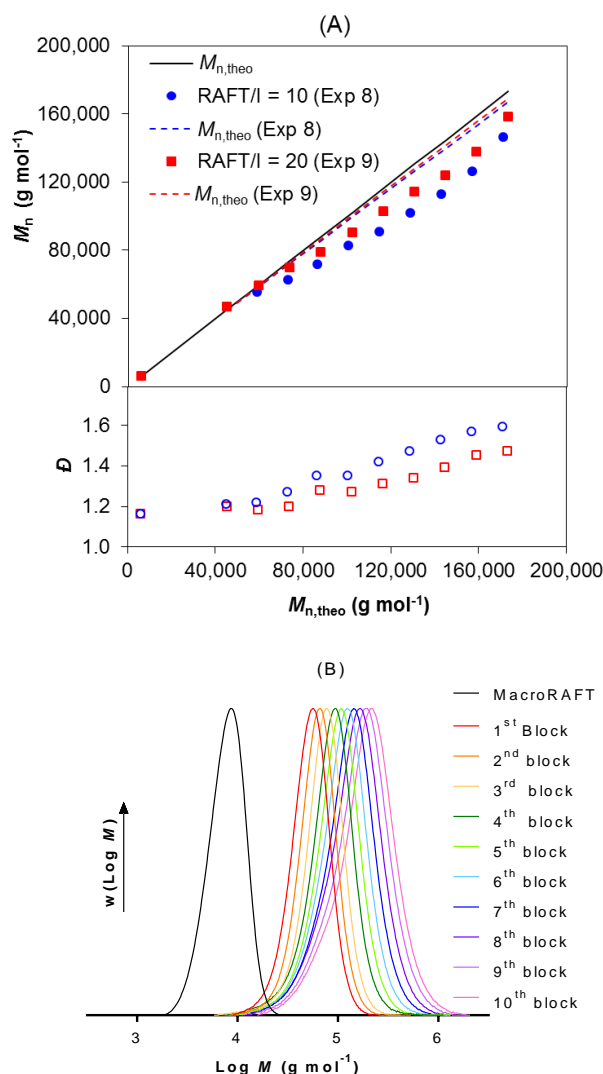 (A)
200,000
160,000
120,000
80,000
40,000
0
Mn (g mol-1)
Mn,theo
RAFT/I = 10 (Exp 8)
Mn,theo (Exp 8)
RAFT/I = 20 (Exp 9)
Mn,theo (Exp 9)
1.6
1.4
1.2
1.0
Đ
0 40,000 80,000 120,000 160,000 200,000
Mn,theo (g mol-1)
(B)
w(Log M)
MacroRAFT
1st Block
2nd block
3rd block
4th block
5th block
6th block
7th block
8th block
9th block
10th block
3 4 5 6
Log M (g mol-1)